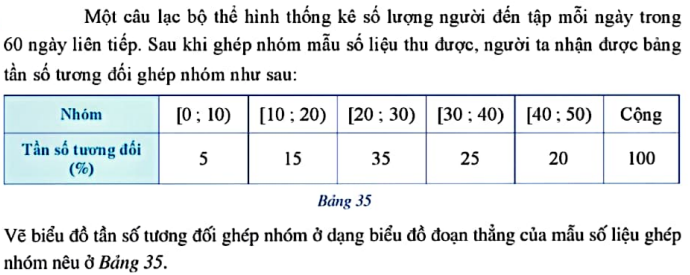 Một câu lạc bộ thể hình thống kê số lượng người đến tập mỗi ngày trong
60 ngày liên tiếp. Sau khi ghép nhóm mẫu số liệu thu được, người ta nhận được bảng
tần số tương đối ghép nhóm như sau:
Nhóm [0 ; 10) [10 ; 20) [20 ; 30) [30 ; 40) [40 ; 50) Cộng
Tần số tương đối
(%) 5 15 35 25 20 100
Bảng 35
Vẽ biểu đồ tần số tương đối ghép nhóm ở dạng biểu đồ đoạn thẳng của mẫu số liệu ghép
nhóm nêu ở Bảng 35.